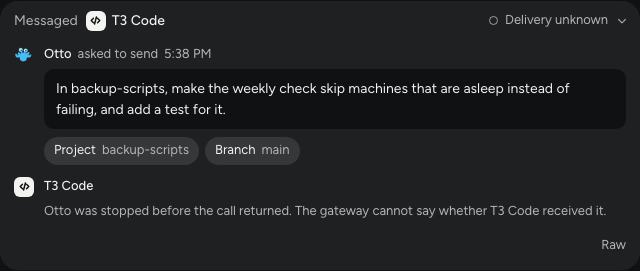 Messaged T3 Code Delivery unknown
Otto asked to send 5:38 PM
In backup-scripts, make the weekly check skip machines that are asleep instead of
failing, and add a test for it.
Project backup-scripts Branch main
T3 Code
Otto was stopped before the call returned. The gateway cannot say whether T3 Code received it.
Raw